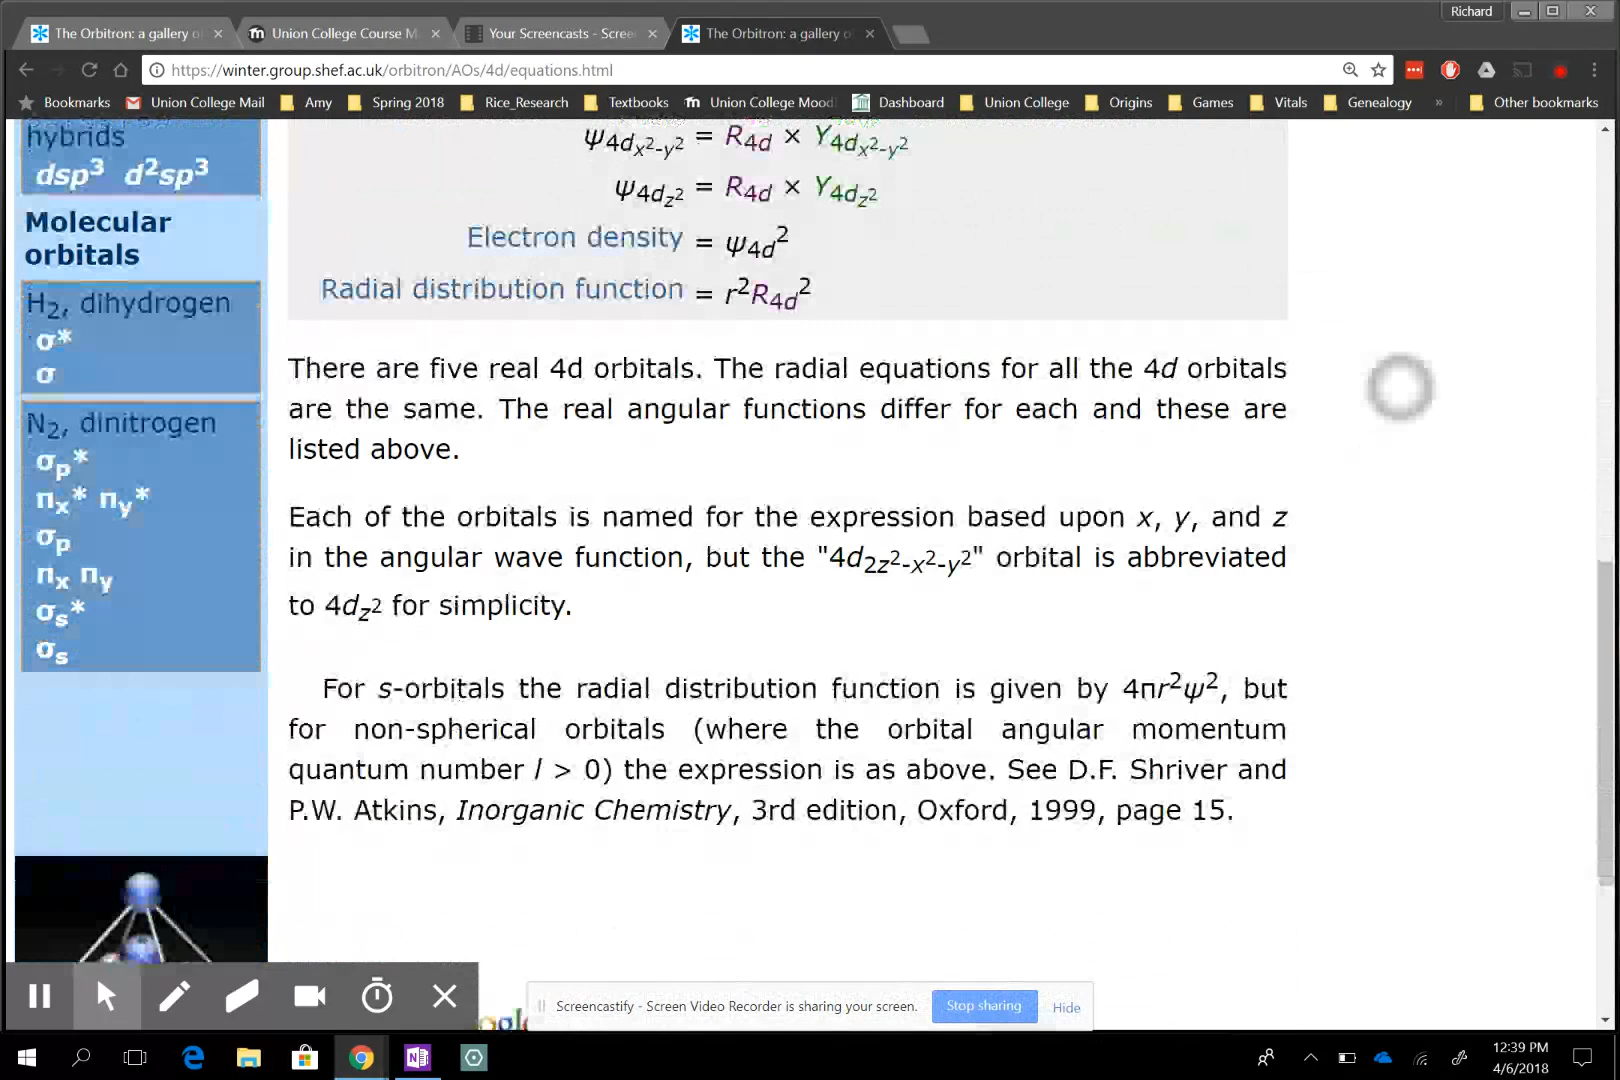 Richard
The Orbitron: a gallery o
Union College Course M
Your Screencasts - Scree
The Orbitron: a gallery o
https://winter.group.shef.ac.uk/orbitron/AOs/4d/equations.html
Bookmarks Union College Mail Amy Spring 2018 Rice_Research Textbooks Union College Mood Dashboard Union College Origins Games Vitals Genealogy » Other bookmarks
hybrids
dsp³ d²sp³
Molecular
orbitals
H₂, dihydrogen
σ*
σ
N₂, dinitrogen
σp*
πx* πy*
σp
πx πy
σs*
σs
ψ4dx²-y² = R4d × Y4dx²-y²
ψ4dz² = R4d × Y4dz²
Electron density = ψ4d²
Radial distribution function = r²R4d²
There are five real 4d orbitals. The radial equations for all the 4d orbitals
are the same. The real angular functions differ for each and these are
listed above.
Each of the orbitals is named for the expression based upon x, y, and z
in the angular wave function, but the "4d2z²-x²-y²" orbital is abbreviated
to 4dz² for simplicity.
For s-orbitals the radial distribution function is given by 4πr²ψ², but
for non-spherical orbitals (where the orbital angular momentum
quantum number l > 0) the expression is as above. See D.F. Shriver and
P.W. Atkins, Inorganic Chemistry, 3rd edition, Oxford, 1999, page 15.
Screencastify - Screen Video Recorder is sharing your screen. Stop sharing Hide
12:39 PM
4/6/2018